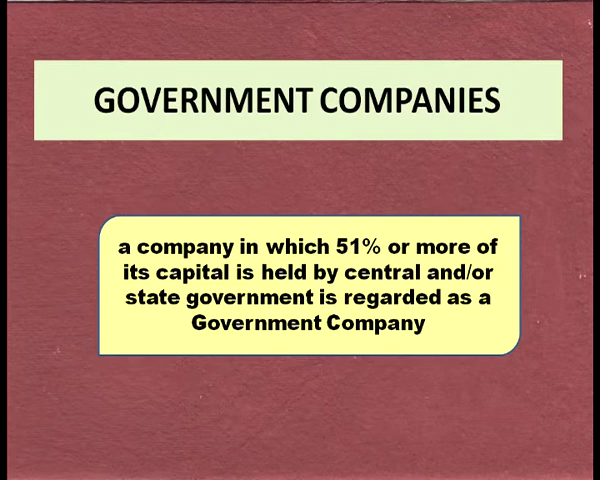 GOVERNMENT COMPANIES
a company in which 51% or more of
its capital is held by central and/or
state government is regarded as a
Government Company